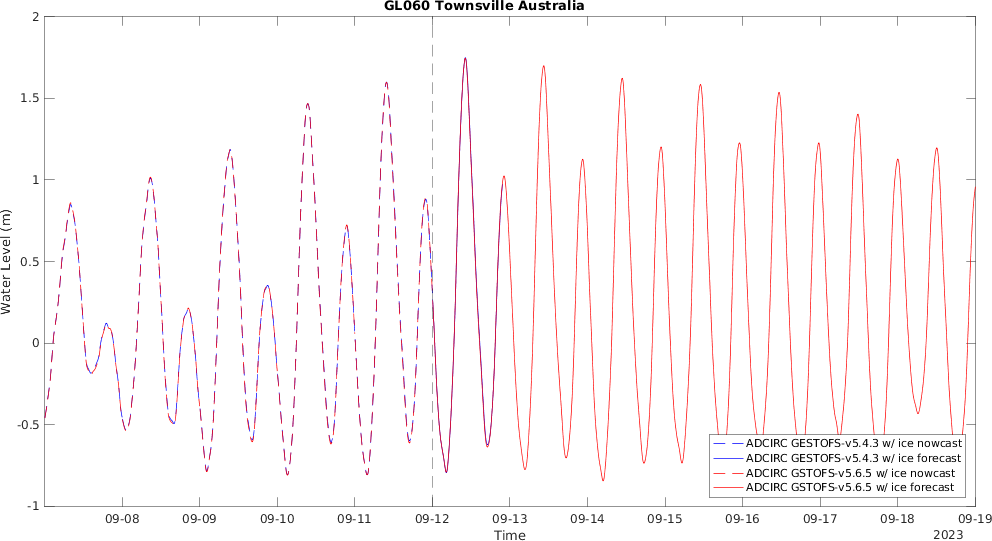 GL060 Townsville Australia
2
1.5
1
0.5
0
-0.5
-1
Water Level (m)
ADCIRC GESTOFS-v5.4.3 w/ ice nowcast
ADCIRC GESTOFS-v5.4.3 w/ ice forecast
ADCIRC GSTOFS-v5.6.5 w/ ice nowcast
ADCIRC GSTOFS-v5.6.5 w/ ice forecast
09-08 09-09 09-10 09-11 09-12 09-13 09-14 09-15 09-16 09-17 09-18 09-19
Time
2023